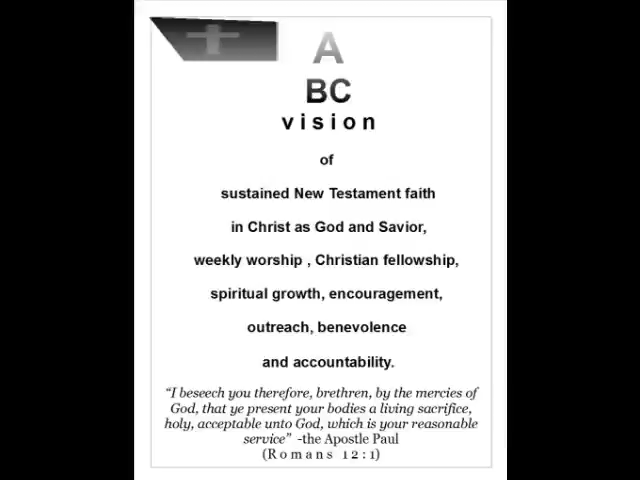 A
BC
vision
of
sustained New Testament faith
in Christ as God and Savior,
weekly worship , Christian fellowship,
spiritual growth, encouragement,
outreach, benevolence
and accountability.
“I beseech you therefore, brethren, by the mercies of
God, that ye present your bodies a living sacrifice,
holy, acceptable unto God, which is your reasonable
service” -the Apostle Paul
(Romans 12:1)